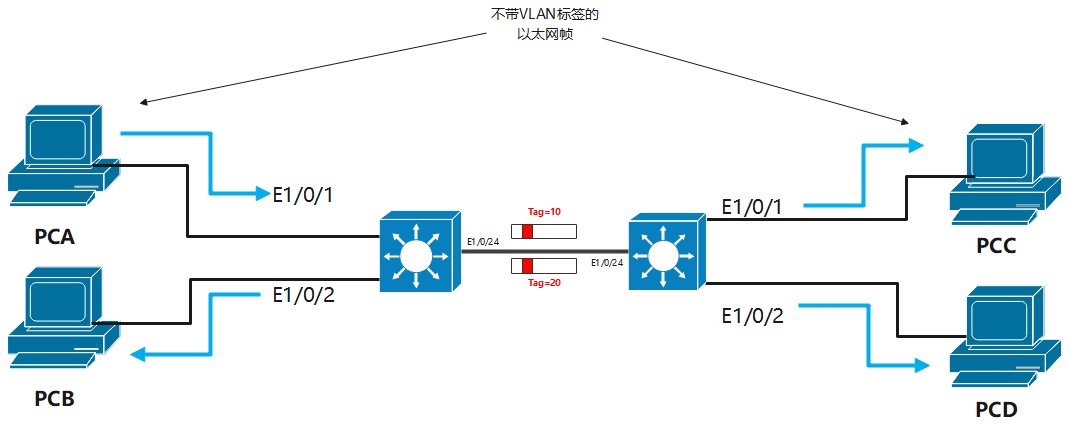 不带VLAN标签的
以太网帧
E1/0/1
PCA
E1/0/1
PCC
Tag=10
E1/0/24
E1/0/24
Tag=20
E1/0/2
PCB
E1/0/2
PCD